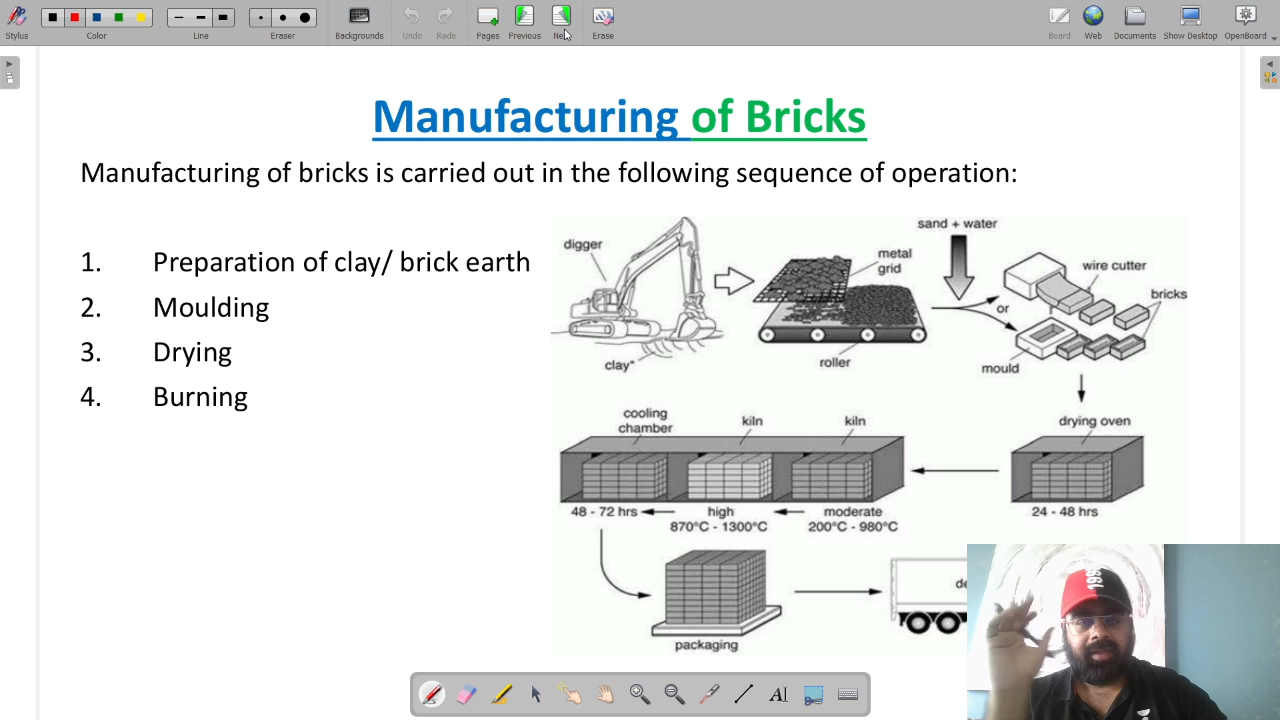 Stylus
Color
Line
Eraser
Backgrounds
Undo
Redo
Pages
Previous
Erase
Board
Web
Documents
Show Desktop
OpenBoard
Manufacturing of Bricks
Manufacturing of bricks is carried out in the following sequence of operation:
1. Preparation of clay/ brick earth
2. Moulding
3. Drying
4. Burning
digger
clay*
metal
grid
roller
sand + water
wire cutter
or
bricks
mould
drying oven
24 - 48 hrs
kiln
moderate
200°C - 980°C
kiln
high
870°C - 1300°C
cooling
chamber
48 - 72 hrs
packaging
AI